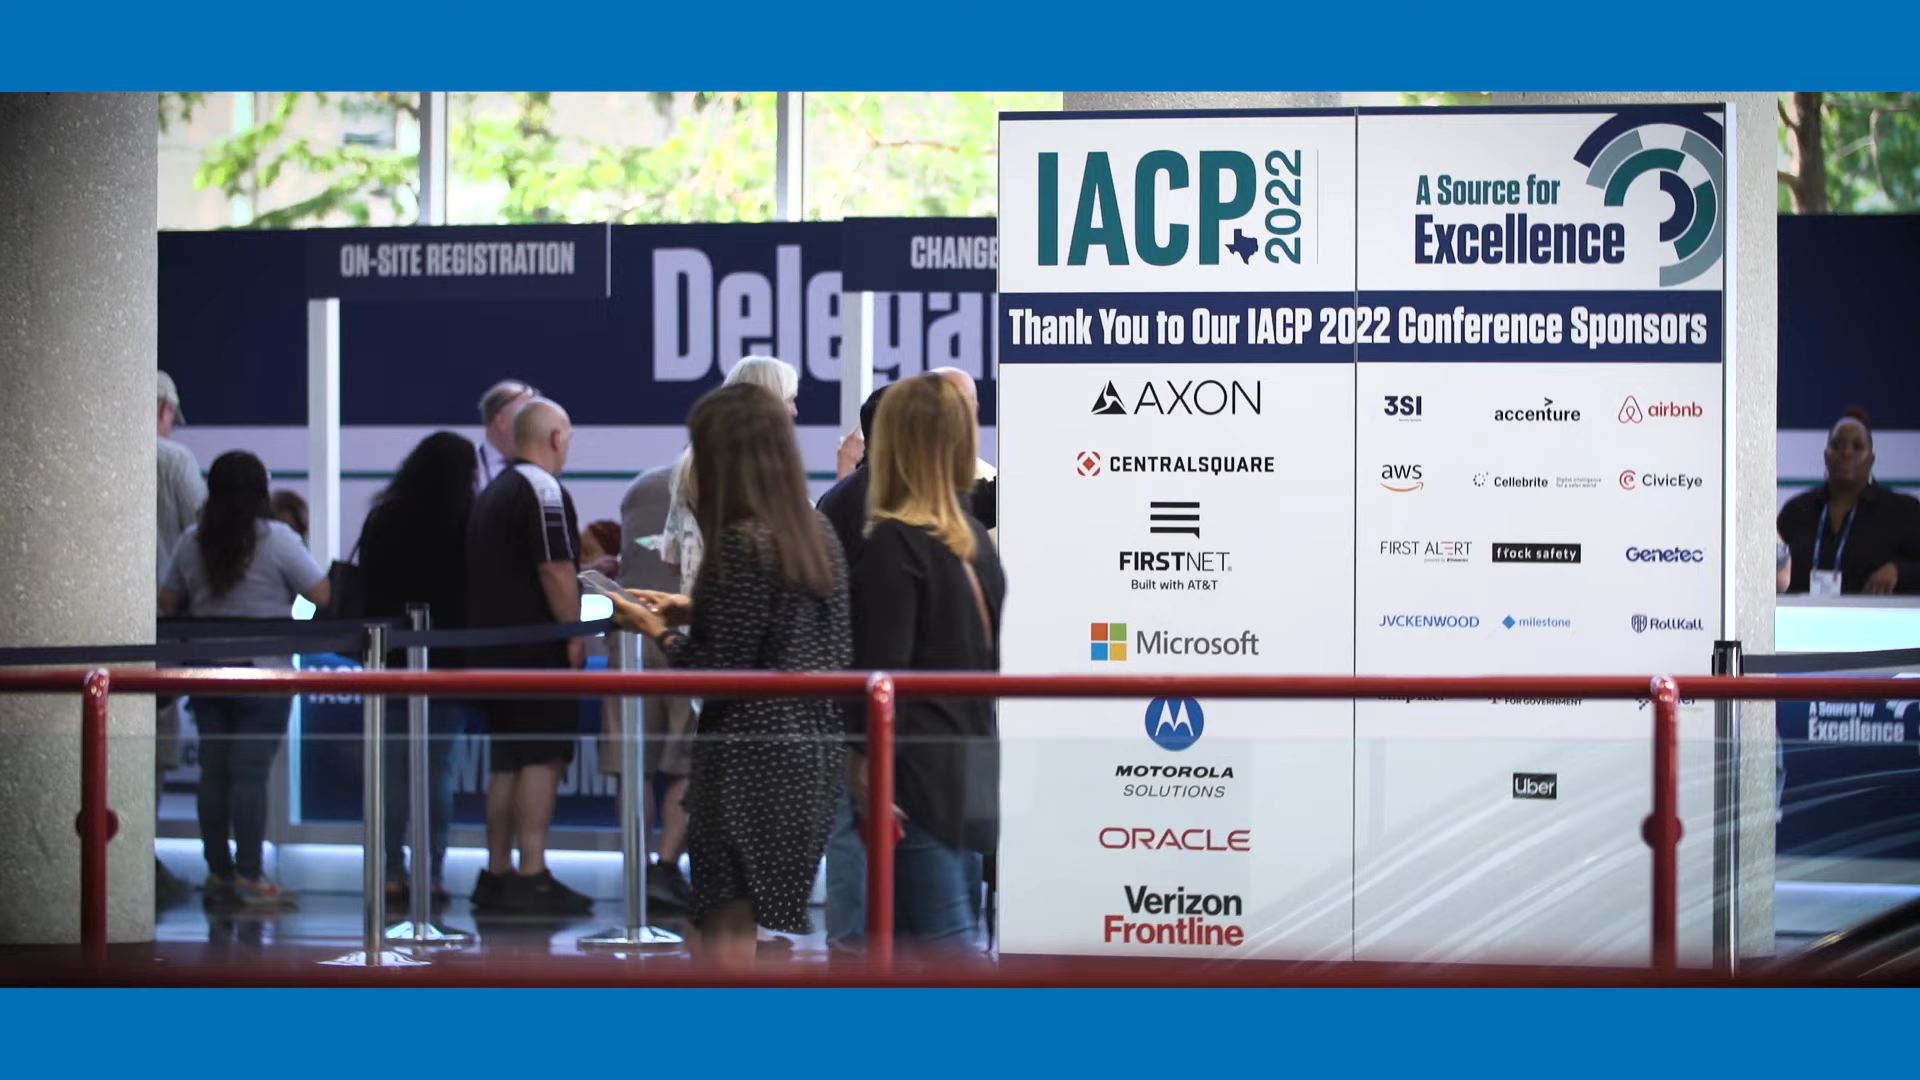 ON-SITE REGISTRATION
CHANGE
IACP 2022
A Source for
Excellence
Thank You to Our IACP 2022 Conference Sponsors
AXON
CENTRALSQUARE
FIRSTNET
Built with AT&T
Microsoft
MOTOROLA
SOLUTIONS
ORACLE
Verizon
Frontline
3SI
accenture
airbnb
aws
Cellebrite
CivicEye
FIRST ALERT
flock safety
Genetec
JVCKENWOOD
milestone
RollKall
FOR GOVERNMENT
Uber
A Source for
Excellence